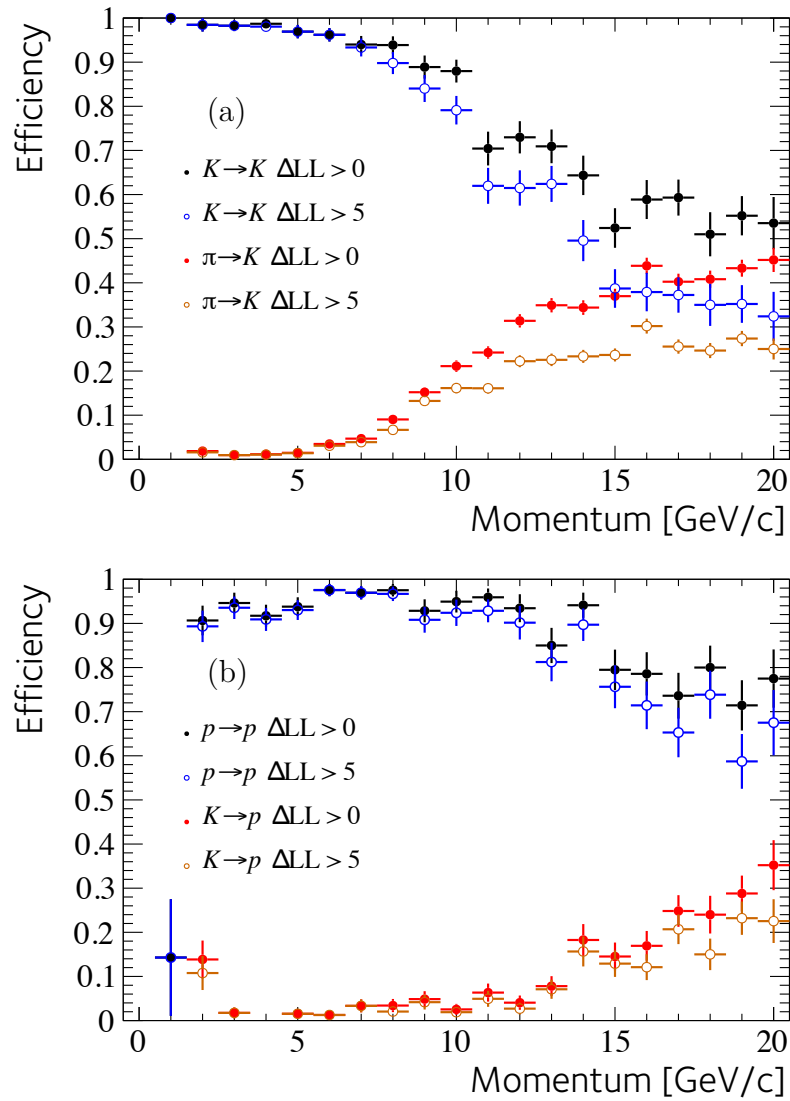 Efficiency
1
0.9
0.8
0.7
0.6
0.5
0.4
0.3
0.2
0.1
0
(a)
K→K ΔLL > 0
K→K ΔLL > 5
π→K ΔLL > 0
π→K ΔLL > 5
0 5 10 15 20
Momentum [GeV/c]
Efficiency
1
0.9
0.8
0.7
0.6
0.5
0.4
0.3
0.2
0.1
0
(b)
p→p ΔLL > 0
p→p ΔLL > 5
K→p ΔLL > 0
K→p ΔLL > 5
0 5 10 15 20
Momentum [GeV/c]